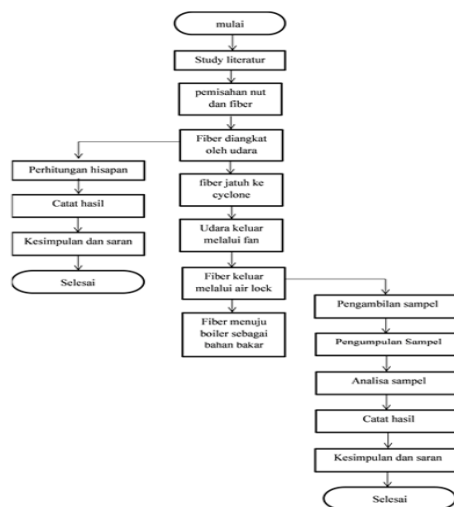 mulai
Study literatur
pemisahan nut
dan fiber
Fiber diangkat
oleh udara
Perhitungan hisapan
fiber jatuh ke
cyclone
Catat hasil
Udara keluar
melalui fan
Kesimpulan dan saran
Selesai
Fiber keluar
melalui air lock
Fiber menuju
boiler sebagai
bahan bakar
Pengambilan sampel
Pengumpulan Sampel
Analisa sampel
Catat hasil
Kesimpulan dan saran
Selesai